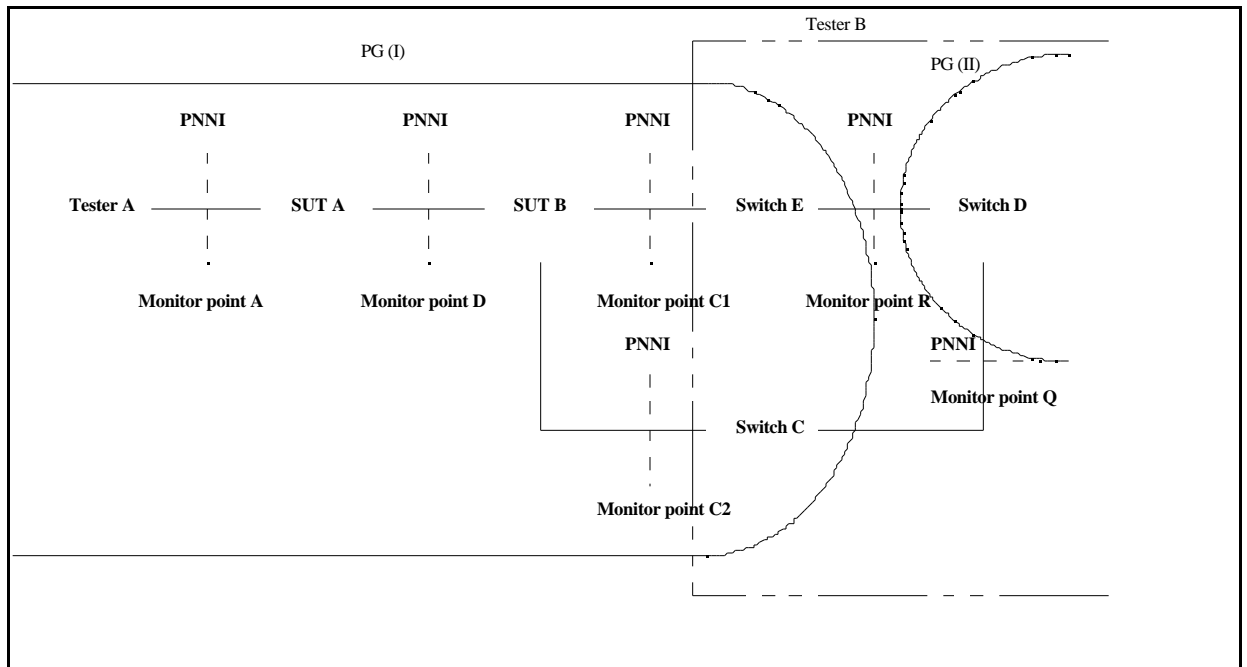 Tester B
PG (I)
PG (II)
PNNI PNNI PNNI PNNI
Tester A SUT A SUT B Switch E Switch D
Monitor point A Monitor point D Monitor point C1 Monitor point R
PNNI PNNI
Monitor point Q
Switch C
Monitor point C2